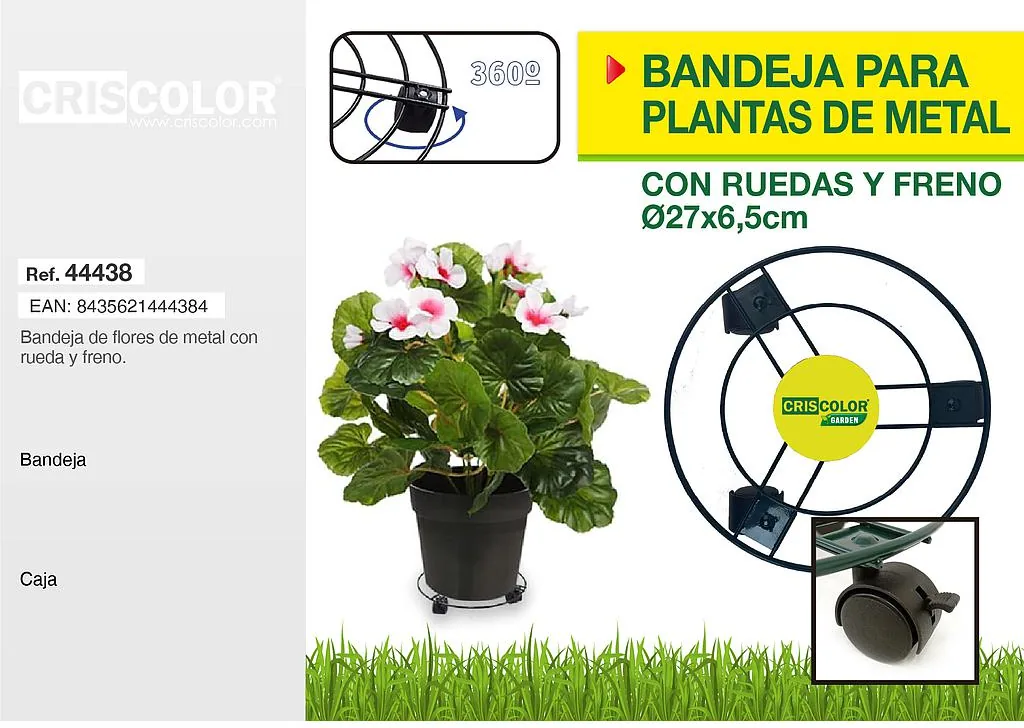 CRISCOLOR®
www.criscolor.com
Ref. 44438
EAN: 8435621444384
Bandeja de flores de metal con
rueda y freno.
Bandeja
Caja
360º
BANDEJA PARA
PLANTAS DE METAL
CON RUEDAS Y FRENO
Ø27x6,5cm
CRISCOLOR®
GARDEN